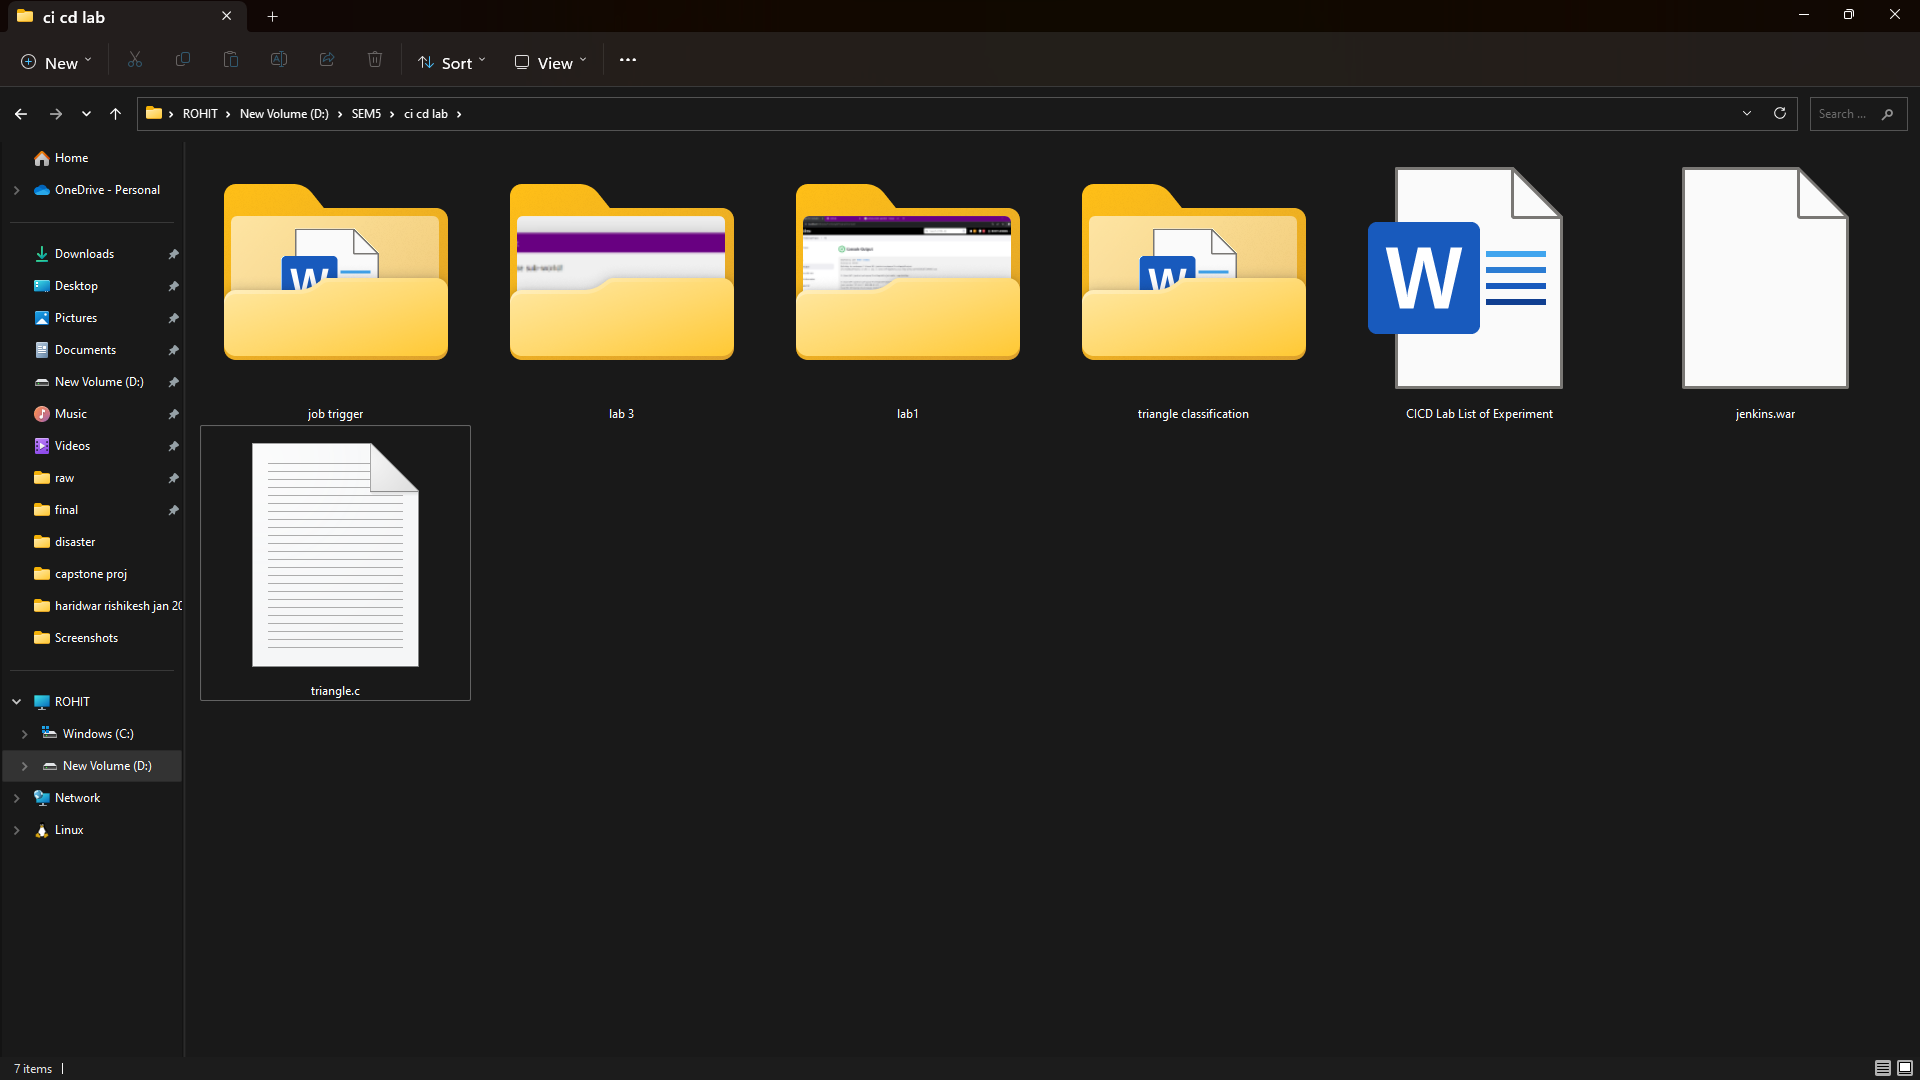 ci cd lab
New
Sort
View
ROHIT
New Volume (D:)
SEM5
ci cd lab
Search ...
Home
OneDrive - Personal
Downloads
Desktop
Pictures
Documents
New Volume (D:)
Music
Videos
raw
final
disaster
capstone proj
haridwar rishikesh jan 20
Screenshots
ROHIT
Windows (C:)
New Volume (D:)
Network
Linux
W
W
W
job trigger
lab 3
lab1
triangle classification
CICD Lab List of Experiment
jenkins.war
triangle.c
7 items